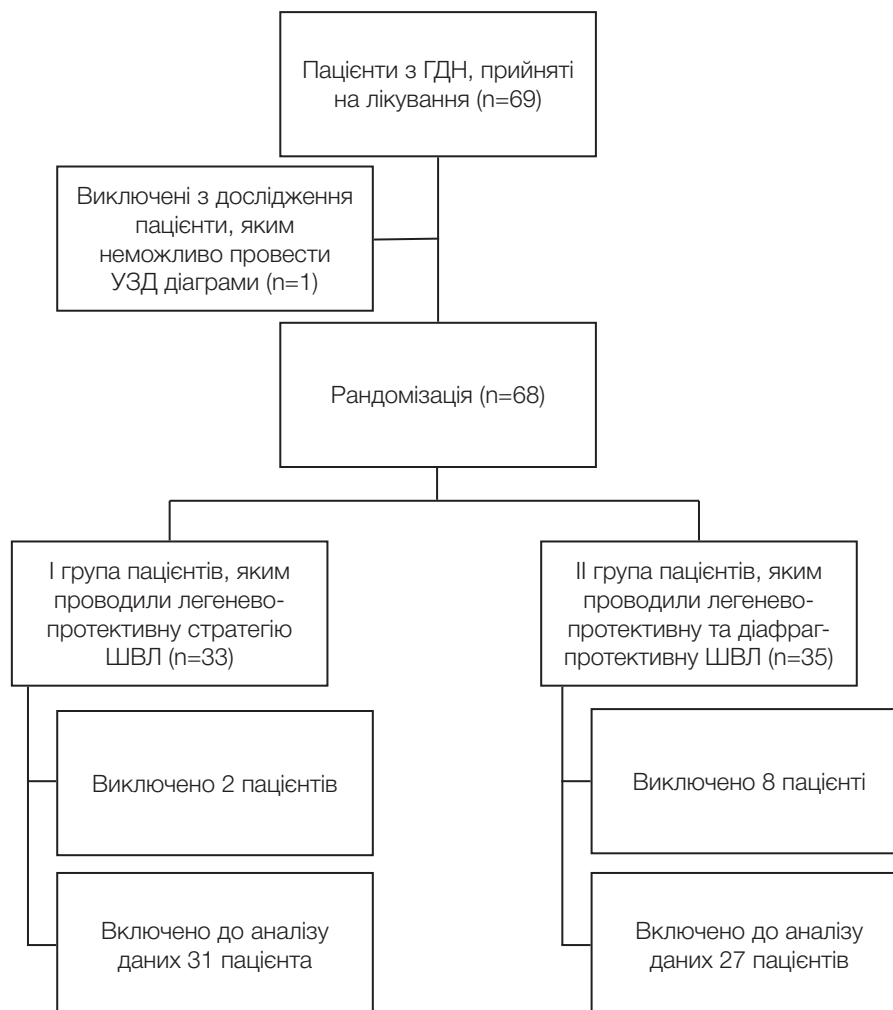 Пацієнти з ГДН, прийняті
на лікування (n=69)
Виключені з дослідження
пацієнти, яким
неможливо провести
УЗД діаграми (n=1)
Рандомізація (n=68)
І група пацієнтів, яким
проводили легенево-
протективну стратегію
ШВЛ (n=33)
ІІ група пацієнтів, яким
проводили легенево-
протективну та діафраг-
протективну ШВЛ (n=35)
Виключено 2 пацієнтів
Виключено 8 пацієнті
Включено до аналізу
даних 31 пацієнта
Включено до аналізу
даних 27 пацієнтів